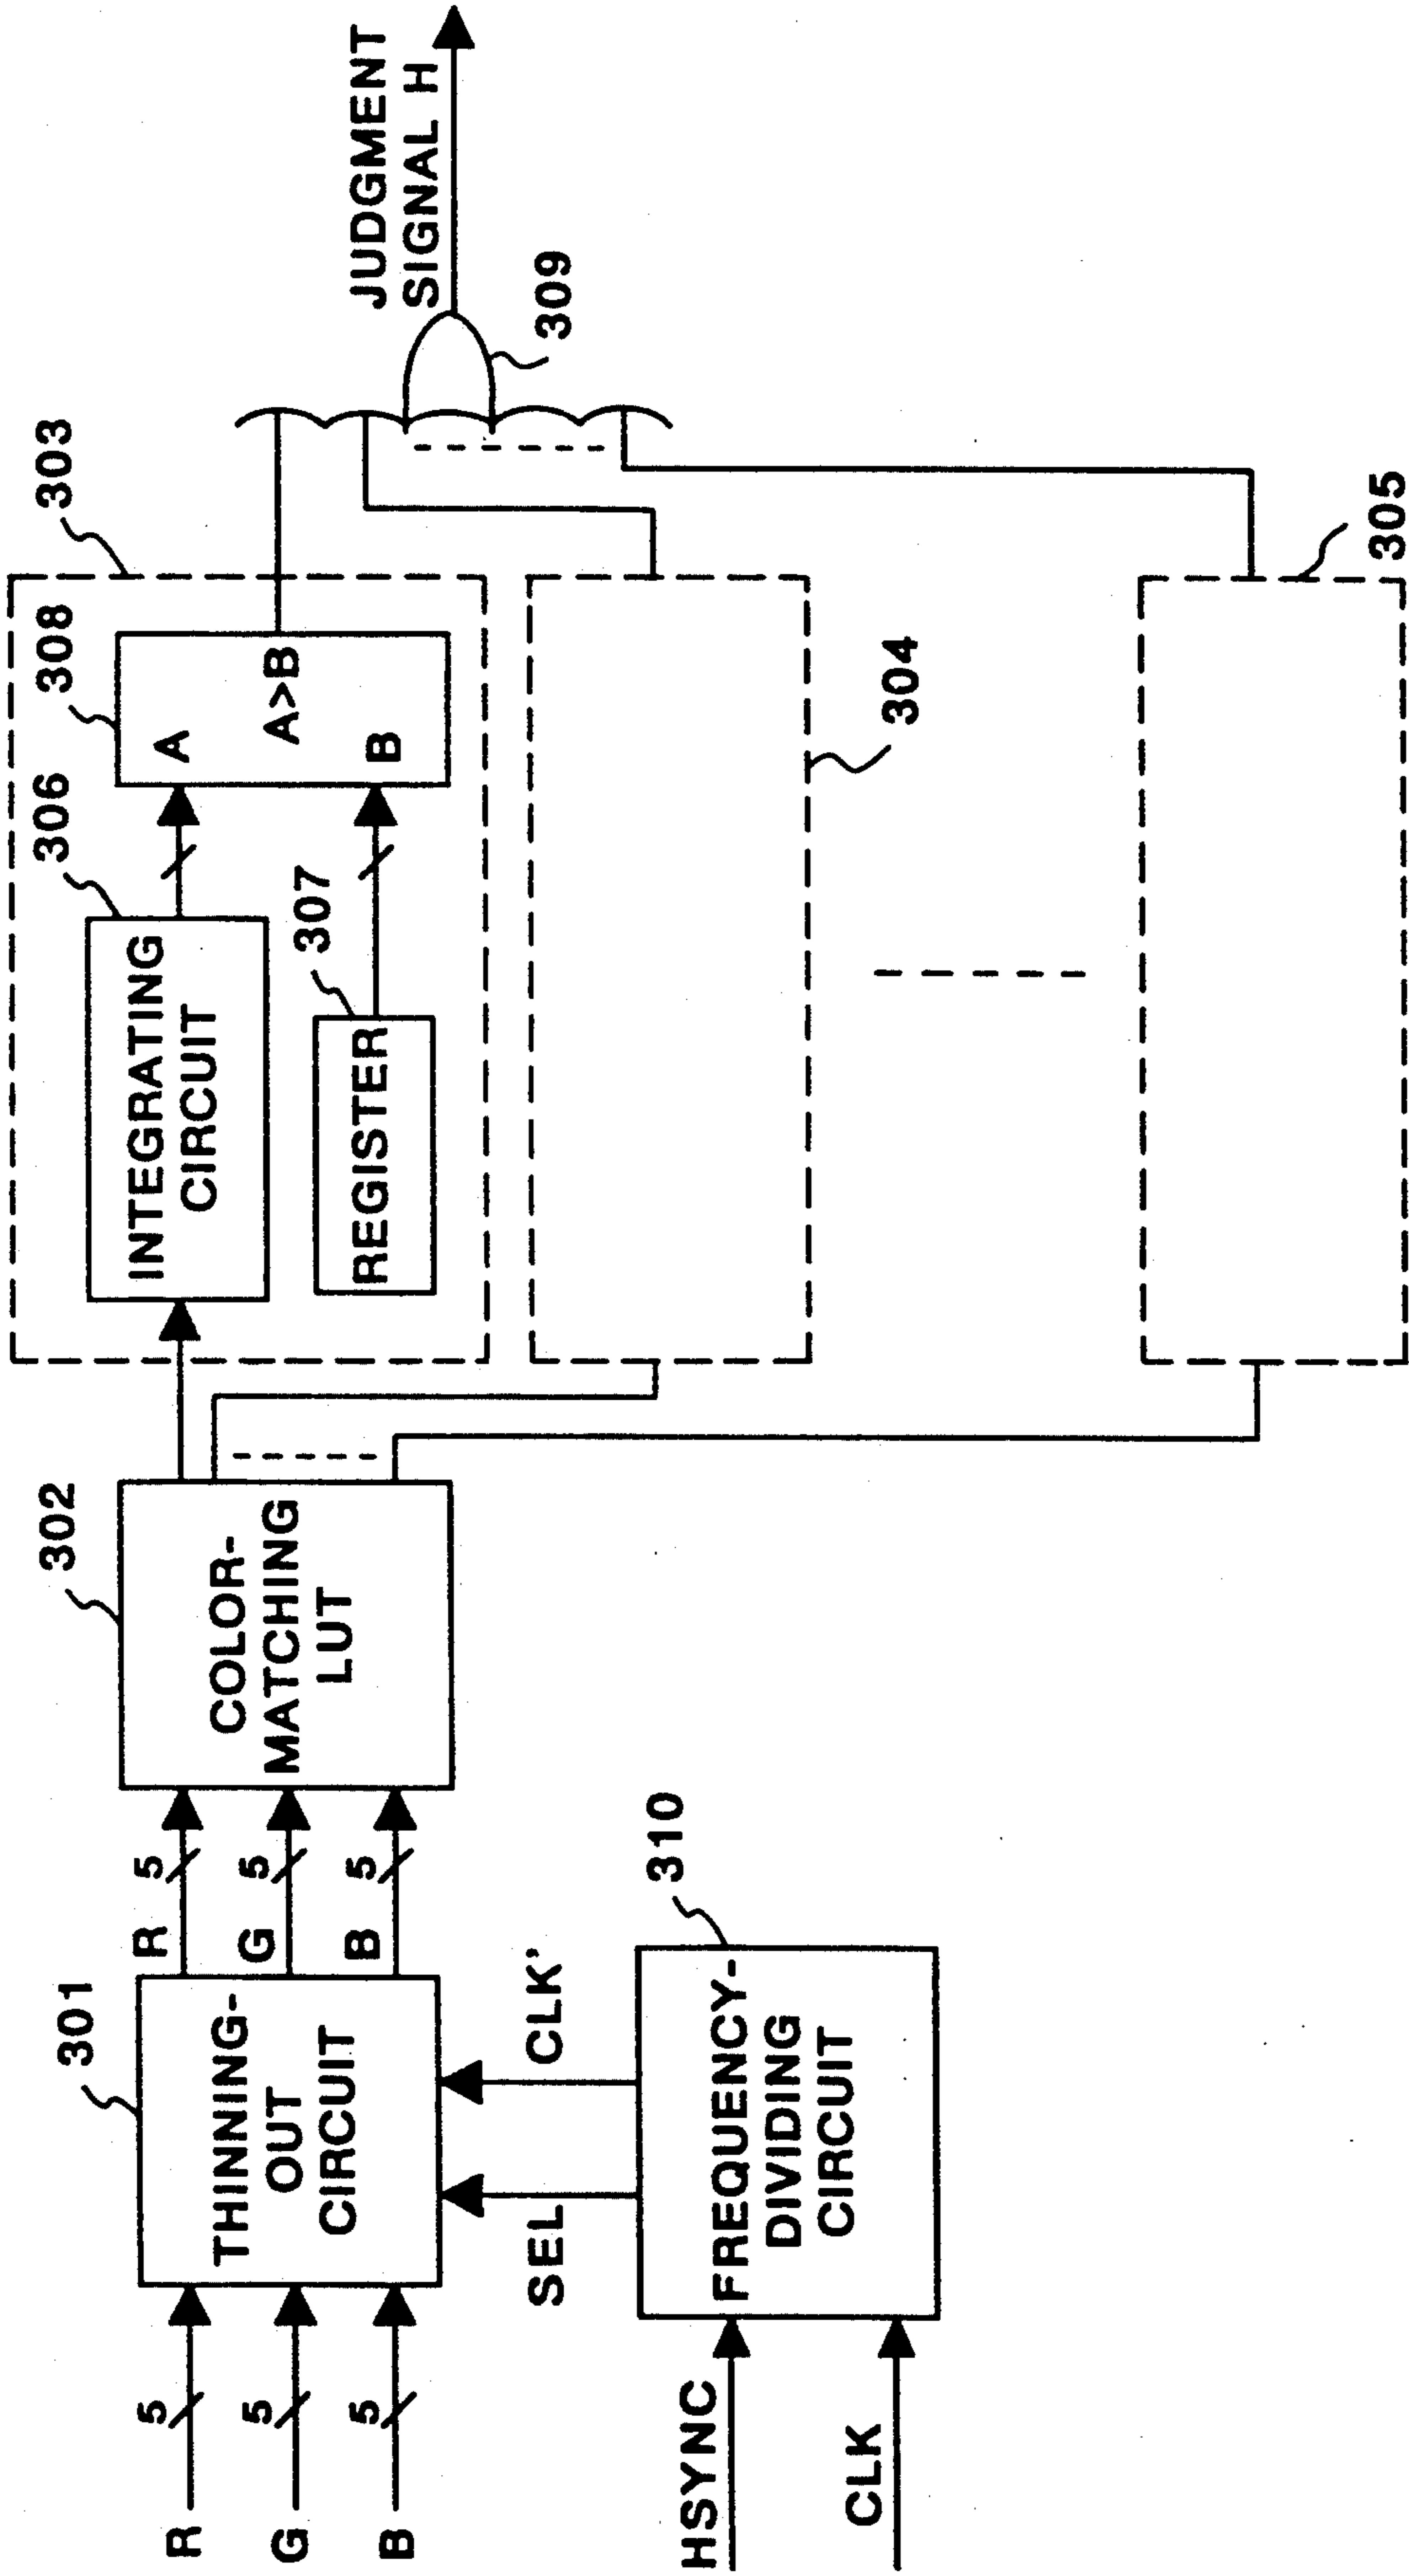 R
5
G
5
B
5
301
THINNING-
OUT
CIRCUIT
R
5
G
5
B
5
302
COLOR-
MATCHING
LUT
303
306
INTEGRATING
CIRCUIT
307
REGISTER
308
A
A>B
B
304
305
309
JUDGMENT
SIGNAL H
SEL
CLK'
310
FREQUENCY-
DIVIDING
CIRCUIT
HSYNC
CLK